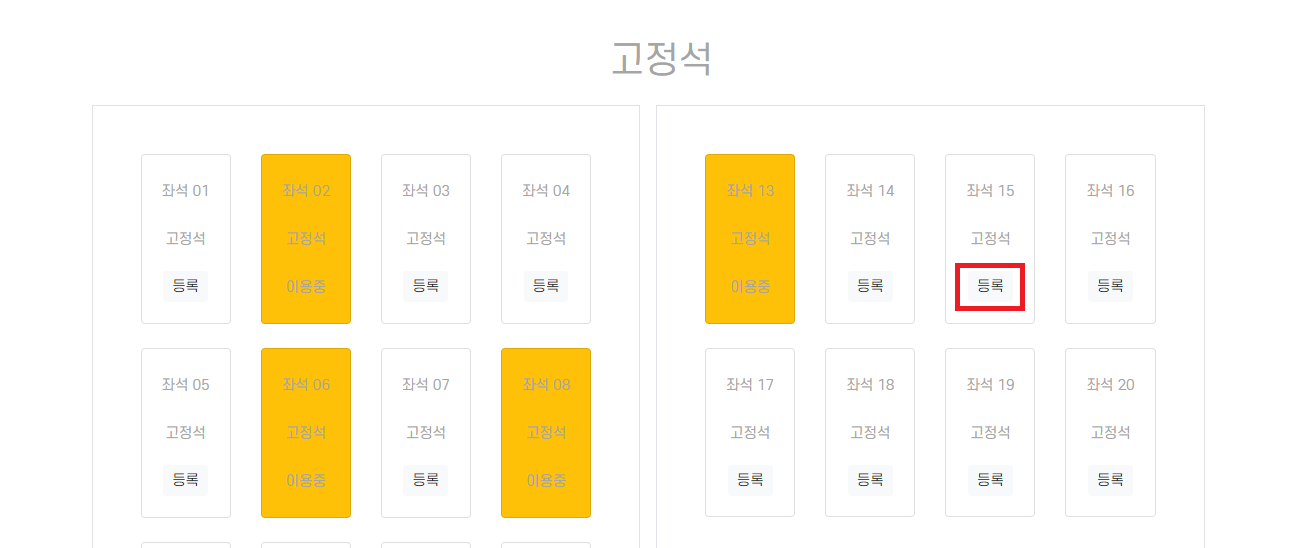 고정석
좌석 01 좌석 02 좌석 03 좌석 04
고정석 고정석 고정석 고정석
등록 이용중 등록 등록
좌석 05 좌석 06 좌석 07 좌석 08
고정석 고정석 고정석 고정석
등록 이용중 등록 이용중
좌석 13 좌석 14 좌석 15 좌석 16
고정석 고정석 고정석 고정석
이용중 등록 등록 등록
좌석 17 좌석 18 좌석 19 좌석 20
고정석 고정석 고정석 고정석
등록 등록 등록 등록